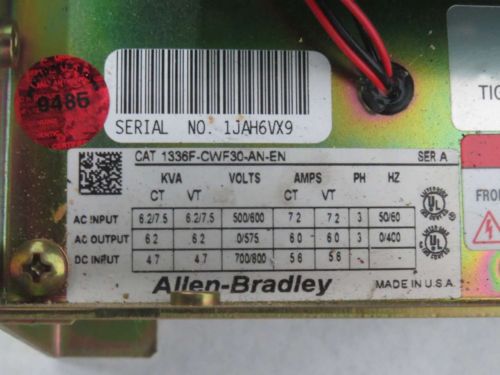 9485
SERIAL NO. 1JAH6VX9
TIO
CAT 1336F-CWF30-AN-EN SER A
KVA VOLTS AMPS PH HZ
CT VT CT VT
AC INPUT 6.2/7.5 6.2/7.5 500/600 7.2 7.2 3 50/60
AC OUTPUT 6.2 6.2 0/575 6.0 6.0 3 0/400
DC INPUT 4.7 4.7 700/800 5.6 5.6
UL
UL
FRO
Allen-Bradley MADE IN U.S.A.